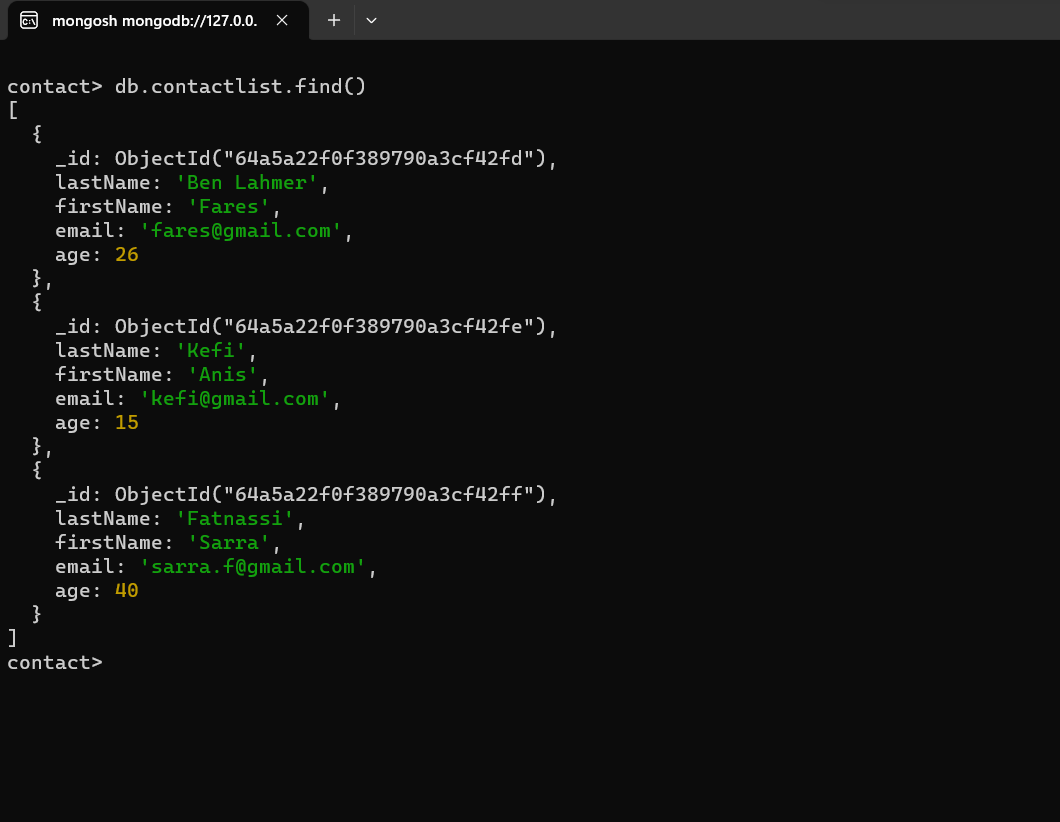 mongosh mongodb://127.0.0.
contact> db.contactlist.find()
[
  {
    _id: ObjectId("64a5a22f0f389790a3cf42fd"),
    lastName: 'Ben Lahmer',
    firstName: 'Fares',
    email: 'fares@gmail.com',
    age: 26
  },
  {
    _id: ObjectId("64a5a22f0f389790a3cf42fe"),
    lastName: 'Kefi',
    firstName: 'Anis',
    email: 'kefi@gmail.com',
    age: 15
  },
  {
    _id: ObjectId("64a5a22f0f389790a3cf42ff"),
    lastName: 'Fatnassi',
    firstName: 'Sarra',
    email: 'sarra.f@gmail.com',
    age: 40
  }
]
contact>